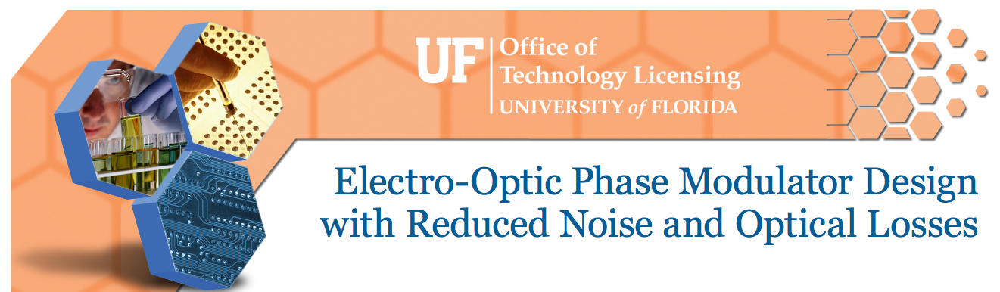 UF
Office of
Technology Licensing
UNIVERSITY of FLORIDA
Electro-Optic Phase Modulator Design
with Reduced Noise and Optical Losses